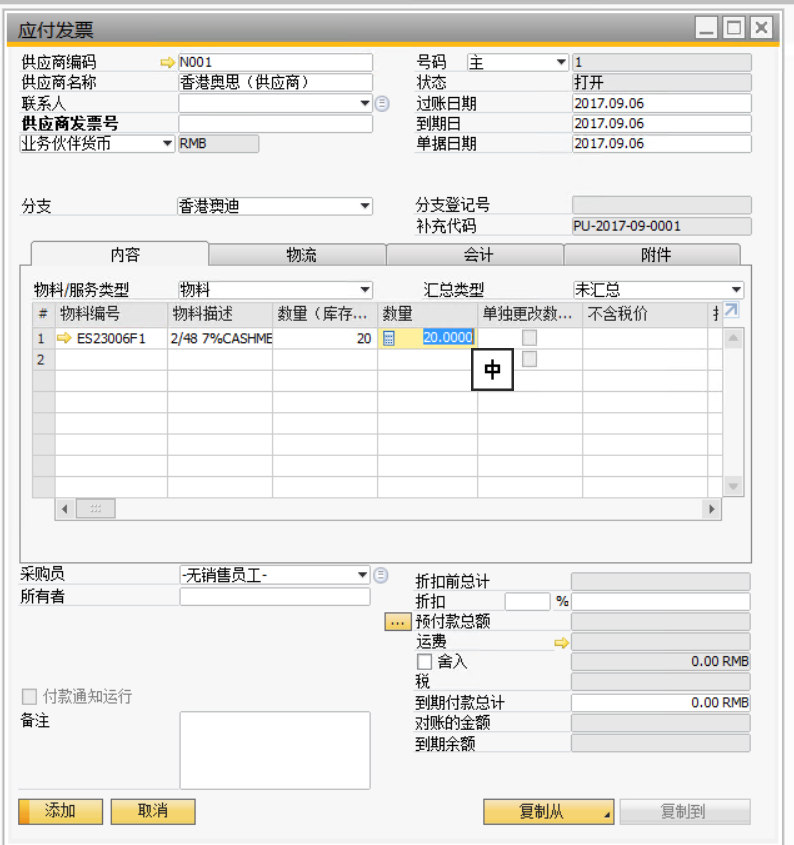 应付发票
供应商编码 N001 号码 主 1
供应商名称 香港奥思（供应商） 状态 打开
联系人 过账日期 2017.09.06
供应商发票号 到期日 2017.09.06
业务伙伴货币 RMB 单据日期 2017.09.06
分支 香港奥迪 分支登记号
补充代码 PU-2017-09-0001
内容 物流 会计 附件
物料/服务类型 物料 汇总类型 未汇总
# 物料编号 物料描述 数量（库存... 数量 单独更改数... 不含税价
1 ES23006F1 2/48 7%CASHME 20 20.0000
2
中
采购员 -无销售员工- 折扣前总计
所有者 折扣 %
... 预付款总额
运费
舍入 0.00 RMB
税
付款通知运行 到期付款总计 0.00 RMB
备注 对账的金额
到期余额
添加 取消 复制从 复制到